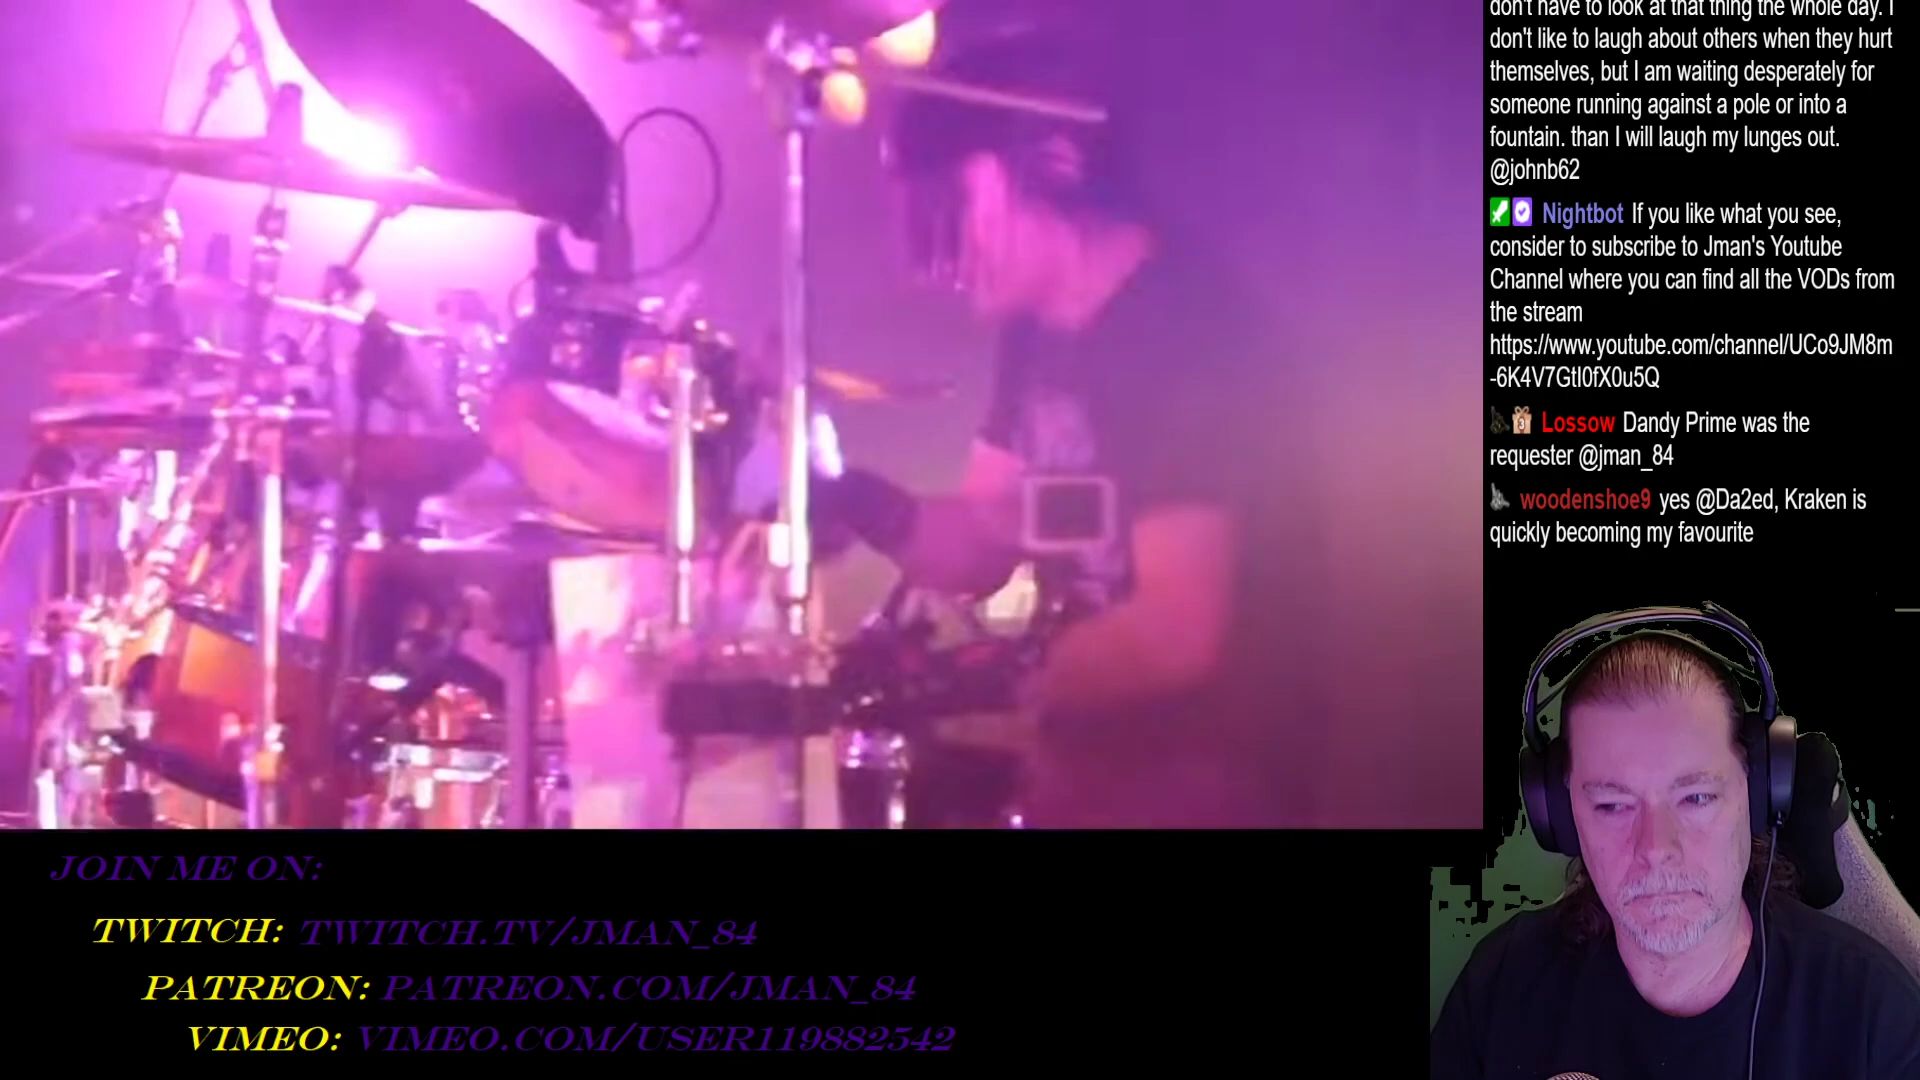 don't have to look at that thing the whole day. I
don't like to laugh about others when they hurt
themselves, but I am waiting desperately for
someone running against a pole or into a
fountain. than I will laugh my lunges out.
@johnb62
Nightbot If you like what you see,
consider to subscribe to Jman's Youtube
Channel where you can find all the VODs from
the stream
https://www.youtube.com/channel/UCo9JM8m
-6K4V7GtI0fX0u5Q
Lossow Dandy Prime was the
requester @jman_84
woodenshoe9 yes @Da2ed, Kraken is
quickly becoming my favourite
JOIN ME ON:
TWITCH: TWITCH.TV/JMAN_84
PATREON: PATREON.COM/JMAN_84
VIMEO: VIMEO.COM/USER119882542